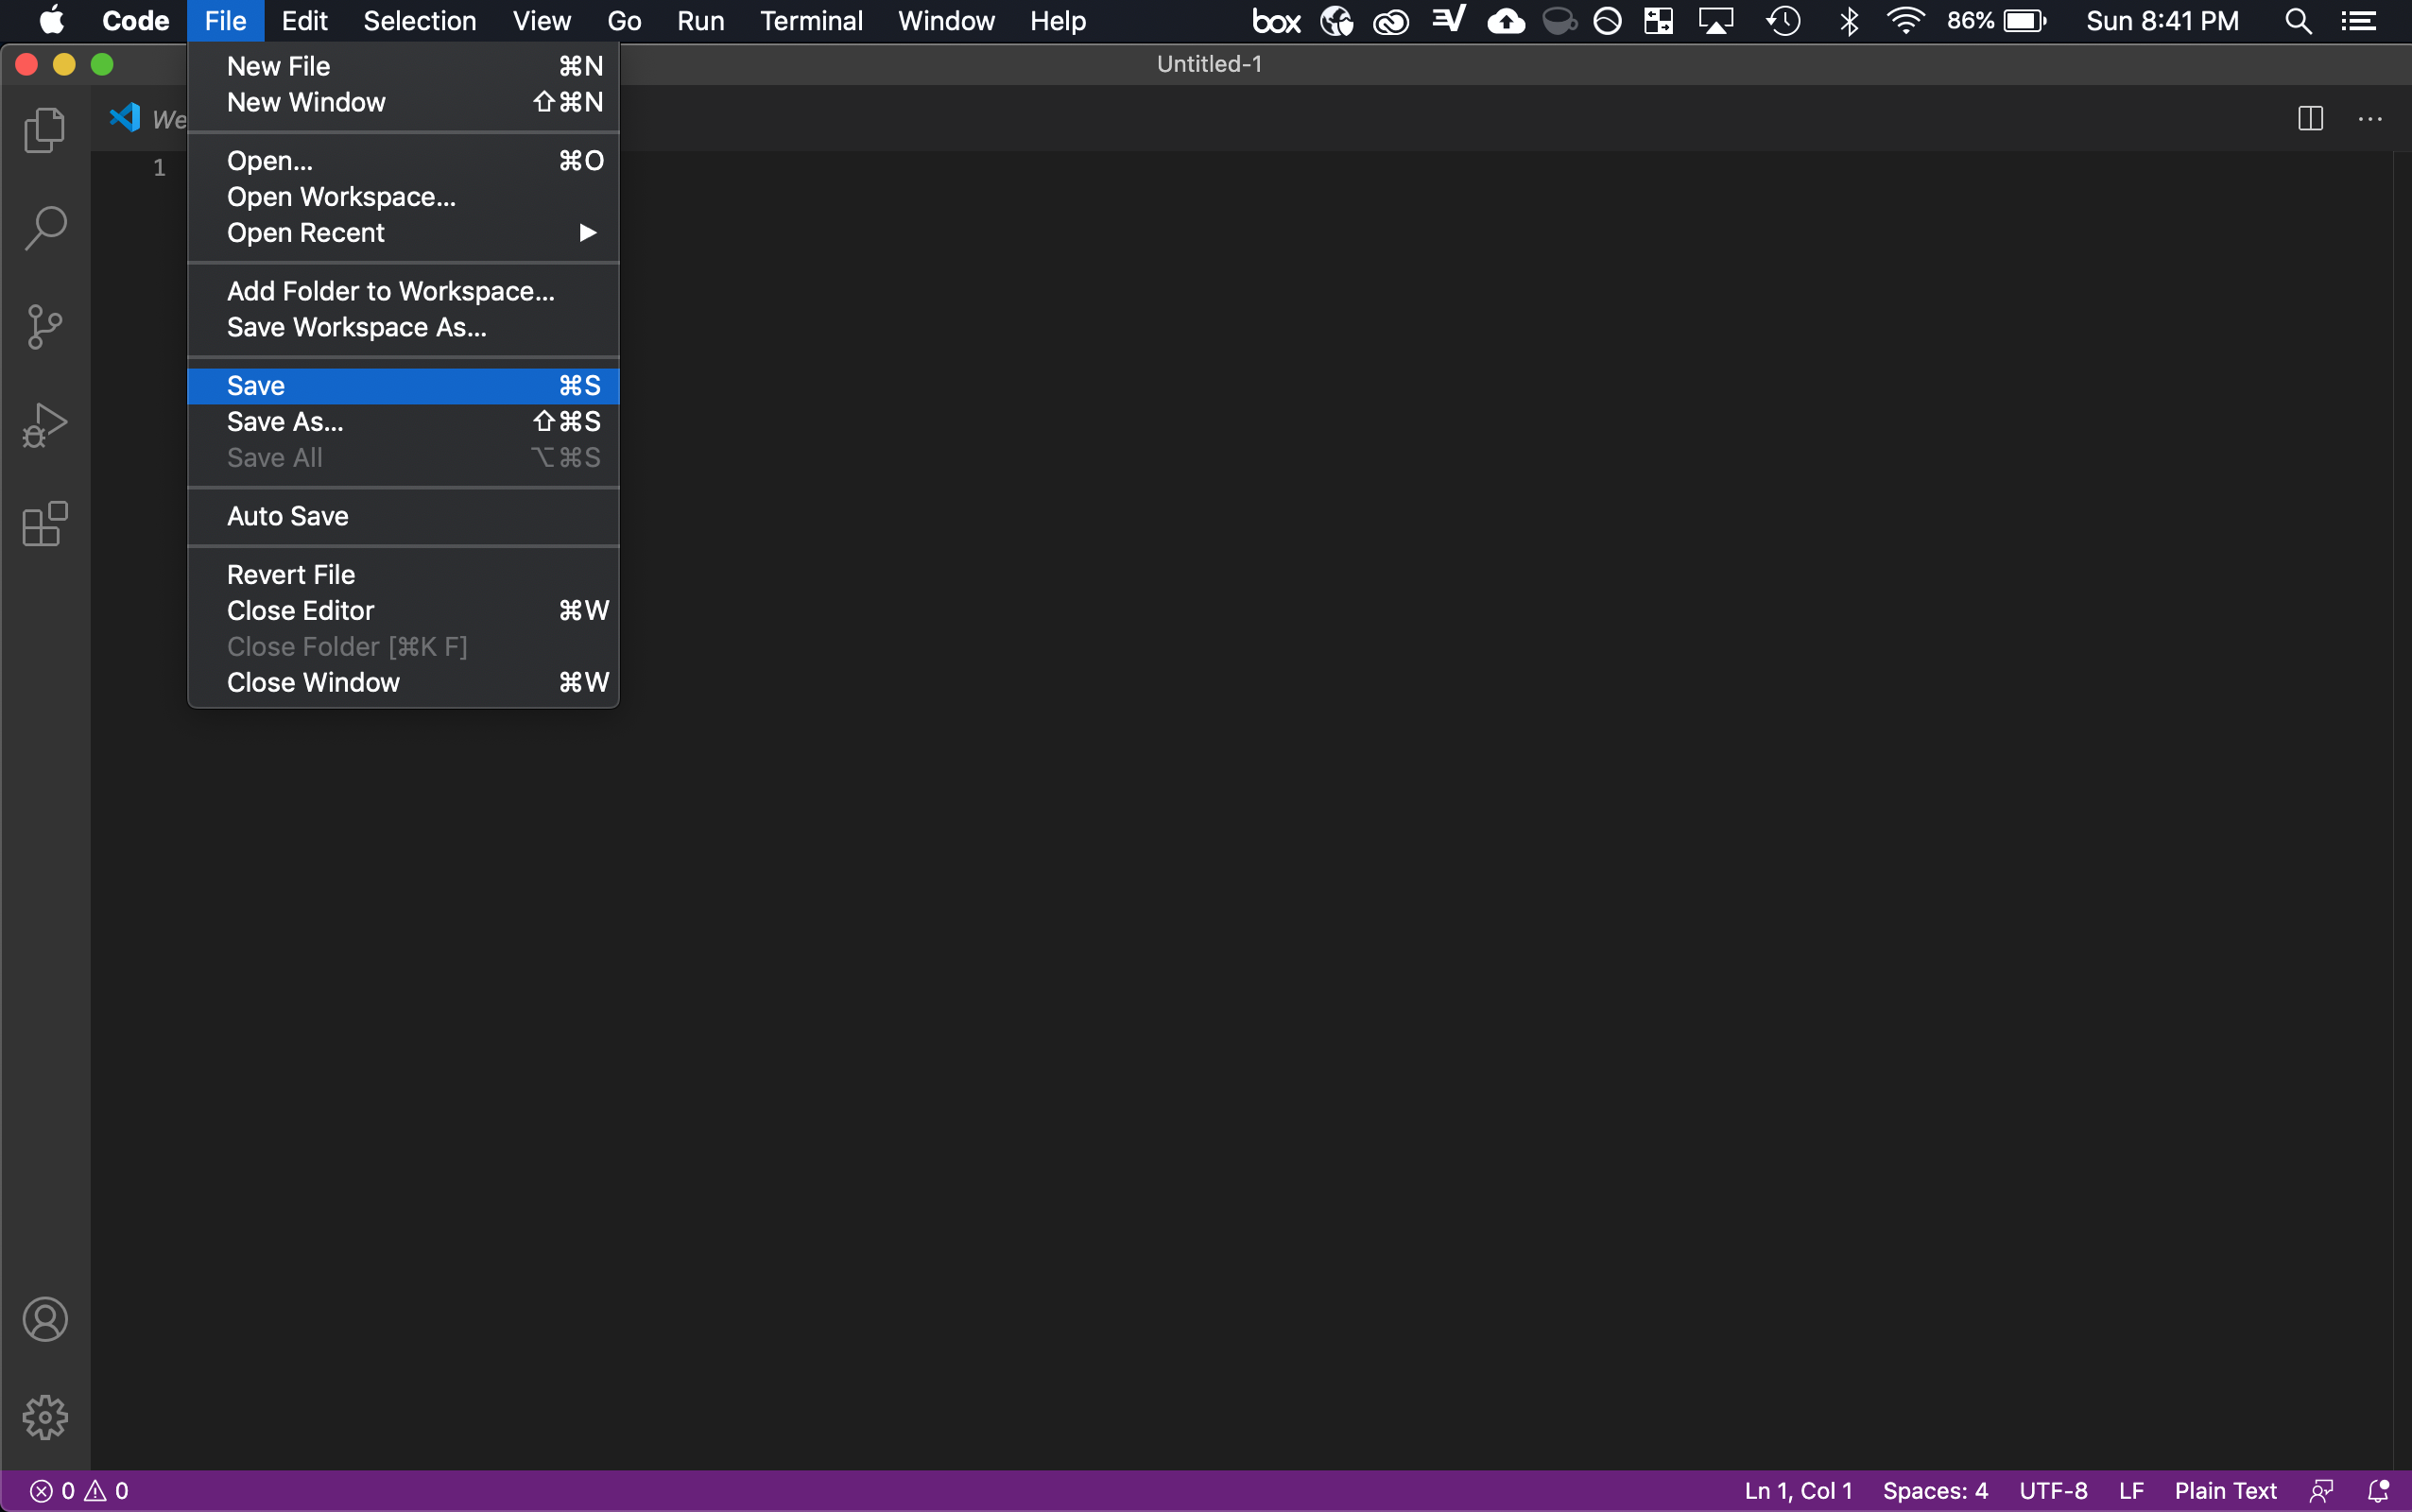 Code File Edit Selection View Go Run Terminal Window Help box 86% Sun 8:41 PM
Untitled-1
We
1
New File ⌘N
New Window ⇧⌘N
Open... ⌘O
Open Workspace...
Open Recent ▶
Add Folder to Workspace...
Save Workspace As...
Save ⌘S
Save As... ⇧⌘S
Save All ⌥⌘S
Auto Save
Revert File
Close Editor ⌘W
Close Folder [⌘K F]
Close Window ⌘W
0 0 Ln 1, Col 1 Spaces: 4 UTF-8 LF Plain Text